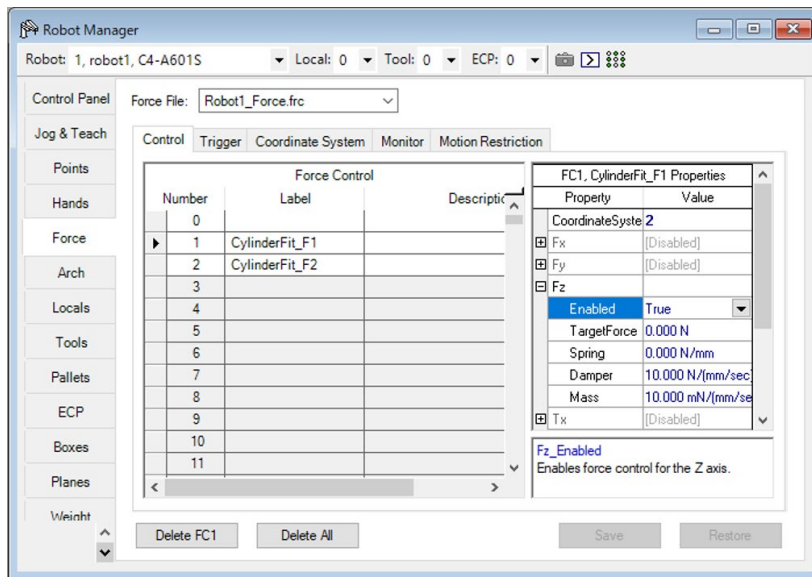 Robot Manager
Robot: 1, robot1, C4-A601S Local: 0 Tool: 0 ECP: 0
Control Panel
Jog & Teach
Points
Hands
Force
Arch
Locals
Tools
Pallets
ECP
Boxes
Planes
Weight
Force File: Robot1_Force.frc
Control Trigger Coordinate System Monitor Motion Restriction
Force Control
Number Label Descriptic
0
1 CylinderFit_F1
2 CylinderFit_F2
3
4
5
6
7
8
9
10
11
FC1, CylinderFit_F1 Properties
Property Value
CoordinateSyste 2
Fx [Disabled]
Fy [Disabled]
Fz
Enabled True
TargetForce 0.000 N
Spring 0.000 N/mm
Damper 10.000 N/(mm/sec)
Mass 10.000 mN/(mm/se
Tx [Disabled]
Fz_Enabled
Enables force control for the Z axis.
Delete FC1 Delete All Save Restore